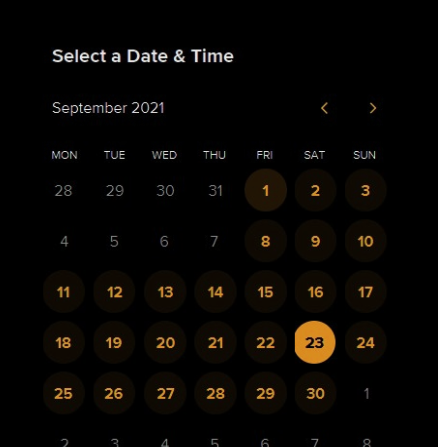 Select a Date & Time
September 2021
MON TUE WED THU FRI SAT SUN
28 29 30 31 1 2 3
4 5 6 7 8 9 10
11 12 13 14 15 16 17
18 19 20 21 22 23 24
25 26 27 28 29 30 1
2 3 4 5 6 7 8